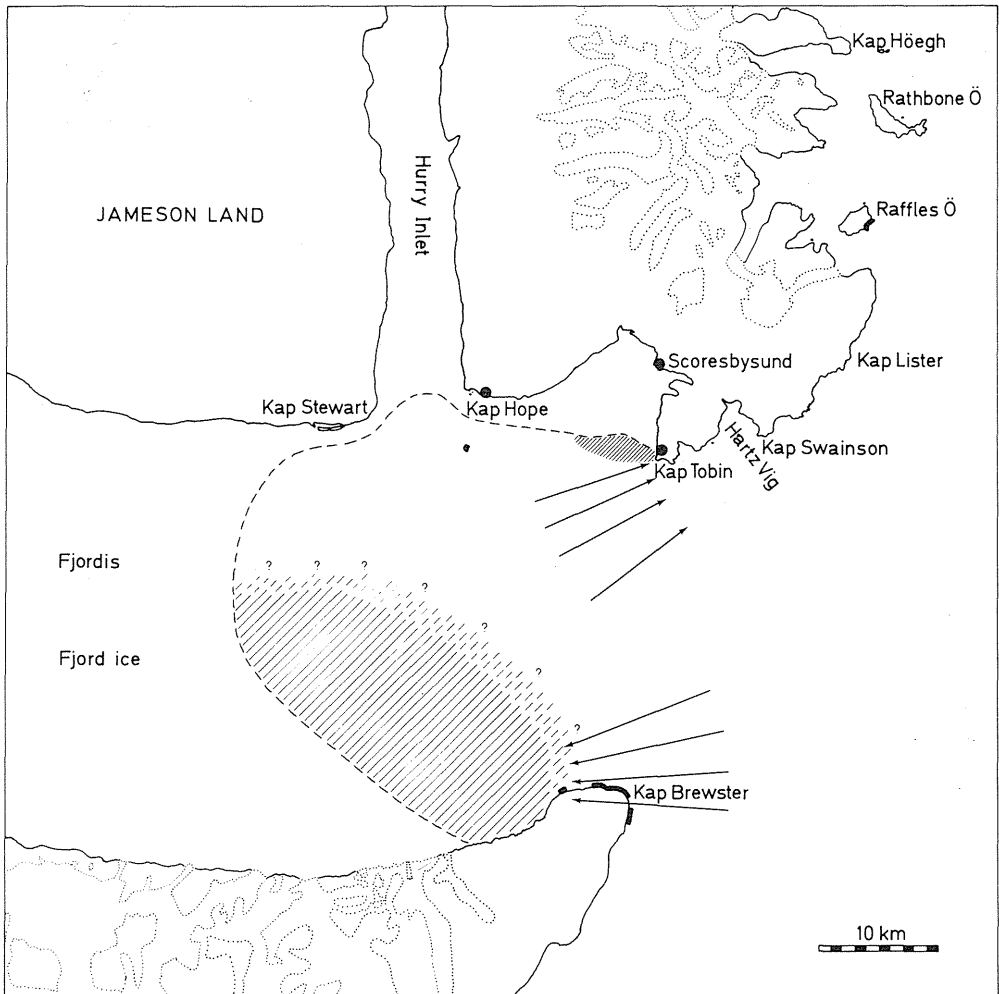 Kap Höegh
Rathbone Ö
JAMESON LAND
Hurry Inlet
Raffles Ö
Scoresbysund
Kap Lister
Kap Stewart
Kap Hope
Hartz Vig
Kap Swainson
Kap Tobin
Fjordis
? ? ?
?
?
Fjord ice
?
?
Kap Brewster
10 km